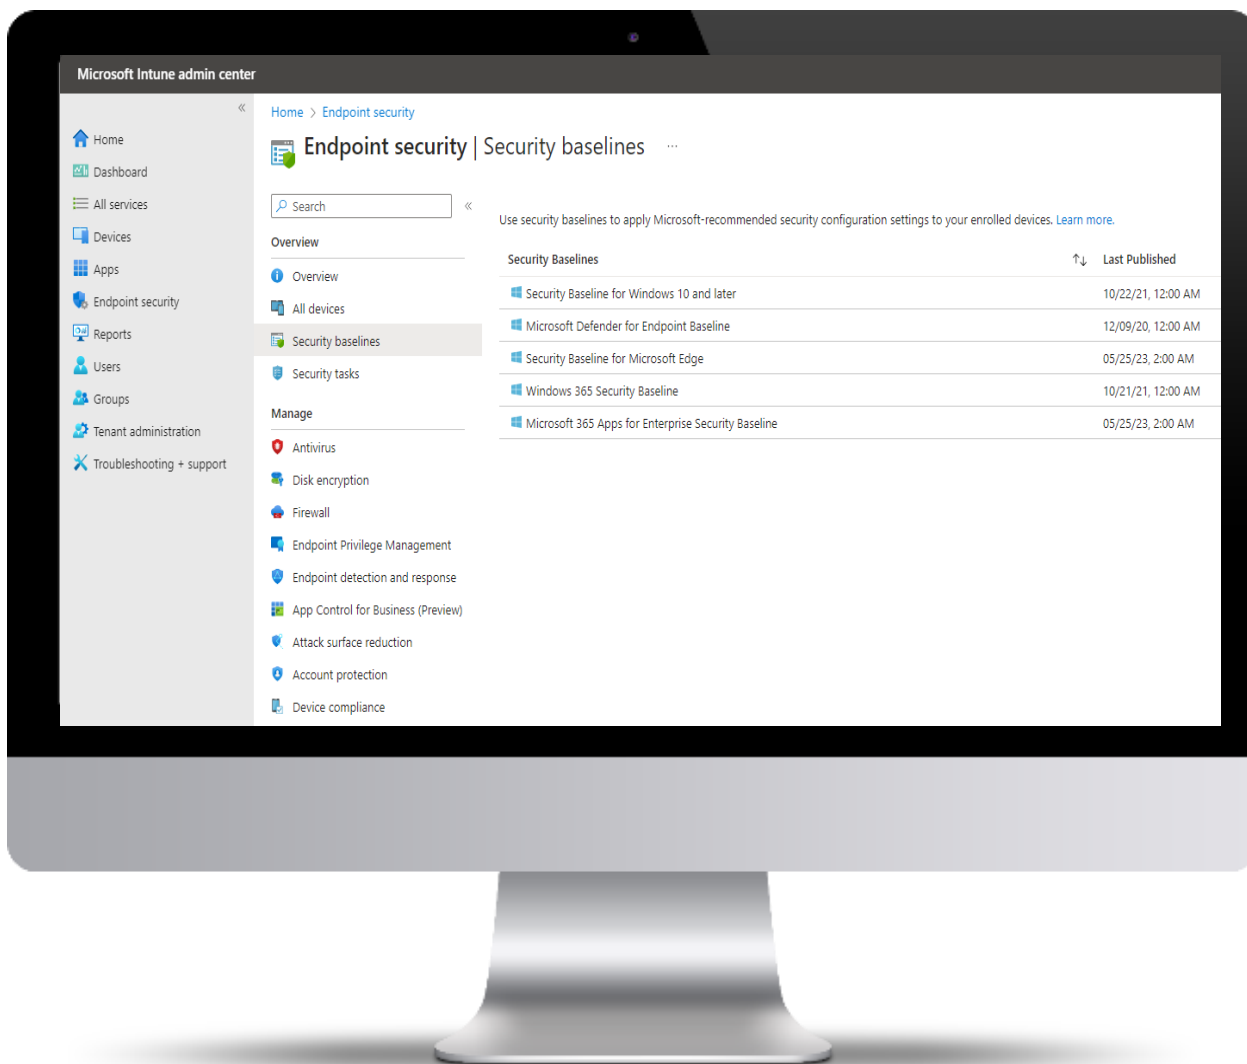 Microsoft Intune admin center
«
Home
Dashboard
All services
Devices
Apps
Endpoint security
Reports
Users
Groups
Tenant administration
Troubleshooting + support
Home > Endpoint security
Endpoint security | Security baselines ...
Search «
Overview
Overview
All devices
Security baselines
Security tasks
Manage
Antivirus
Disk encryption
Firewall
Endpoint Privilege Management
Endpoint detection and response
App Control for Business (Preview)
Attack surface reduction
Account protection
Device compliance
Use security baselines to apply Microsoft-recommended security configuration settings to your enrolled devices. Learn more.
Security Baselines ↑↓ Last Published
Security Baseline for Windows 10 and later 10/22/21, 12:00 AM
Microsoft Defender for Endpoint Baseline 12/09/20, 12:00 AM
Security Baseline for Microsoft Edge 05/25/23, 2:00 AM
Windows 365 Security Baseline 10/21/21, 12:00 AM
Microsoft 365 Apps for Enterprise Security Baseline 05/25/23, 2:00 AM